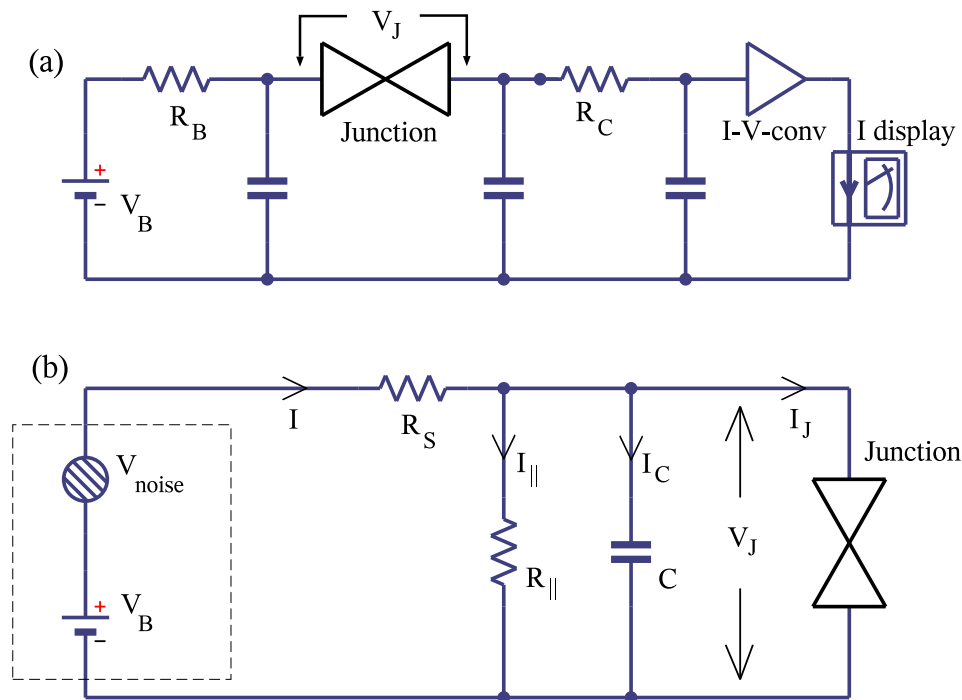 (a)
V_J
R_B
Junction
R_C
I-V-conv
I display
+
−
V_B
(b)
I
R_S
I_J
V_noise
I_||
I_C
Junction
V_J
R_||
C
+
V_B
−